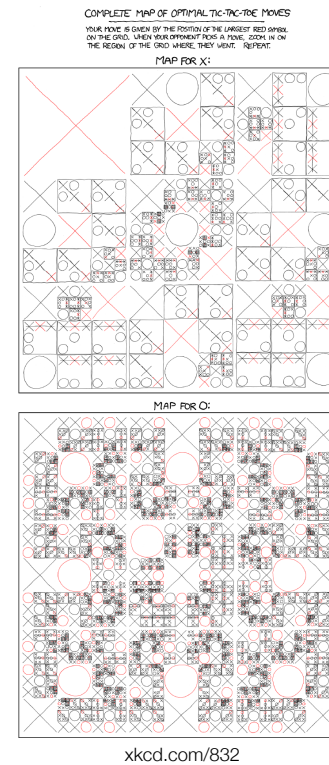 COMPLETE MAP OF OPTIMAL TIC-TAC-TOE MOVES
YOUR MOVE IS GIVEN BY THE POSITION OF THE LARGEST RED SYMBOL
ON THE GRID. WHEN YOUR OPPONENT PICKS A MOVE, ZOOM IN ON
THE REGION OF THE GRID WHERE THEY WENT. REPEAT.
MAP FOR X:
MAP FOR O:
xkcd.com/832